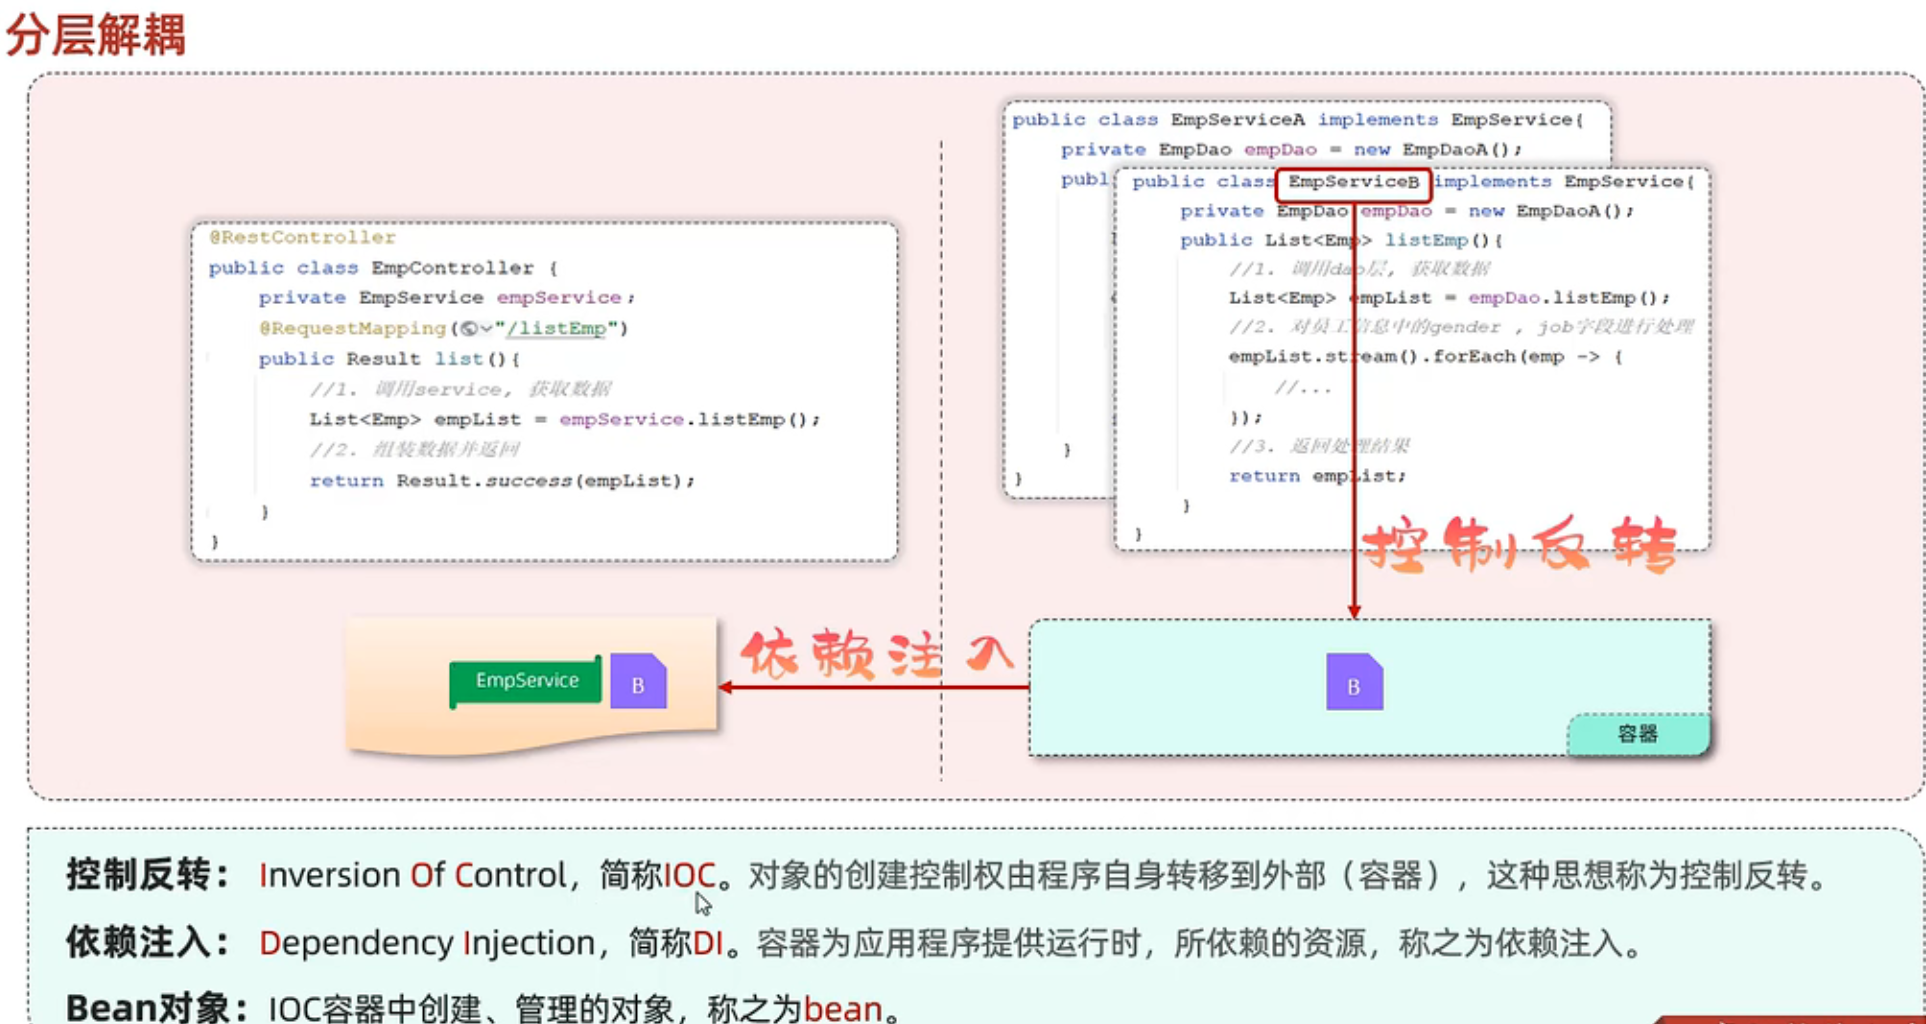 分层解耦
@RestController
public class EmpController {
private EmpService empService;
@RequestMapping("/listEmp")
public Result list(){
//1. 调用service, 获取数据
List<Emp> empList = empService.listEmp();
//2. 组装数据并返回
return Result.success(empList);
}
}
public class EmpServiceA implements EmpService{
private EmpDao empDao = new EmpDaoA();
publ
}
}
public class EmpServiceB implements EmpService{
private EmpDao empDao = new EmpDaoA();
public List<Emp> listEmp(){
//1. 调用dao层, 获取数据
List<Emp> empList = empDao.listEmp();
//2. 对员工信息中的gender , job字段进行处理
empList.stream().forEach(emp -> {
//...
});
//3. 返回处理结果
return empList;
}
}
控制反转
依赖注入
EmpService B
B
容器
控制反转： Inversion Of Control，简称IOC。对象的创建控制权由程序自身转移到外部（容器），这种思想称为控制反转。
依赖注入： Dependency Injection，简称DI。容器为应用程序提供运行时，所依赖的资源，称之为依赖注入。
Bean对象：IOC容器中创建、管理的对象，称之为bean。